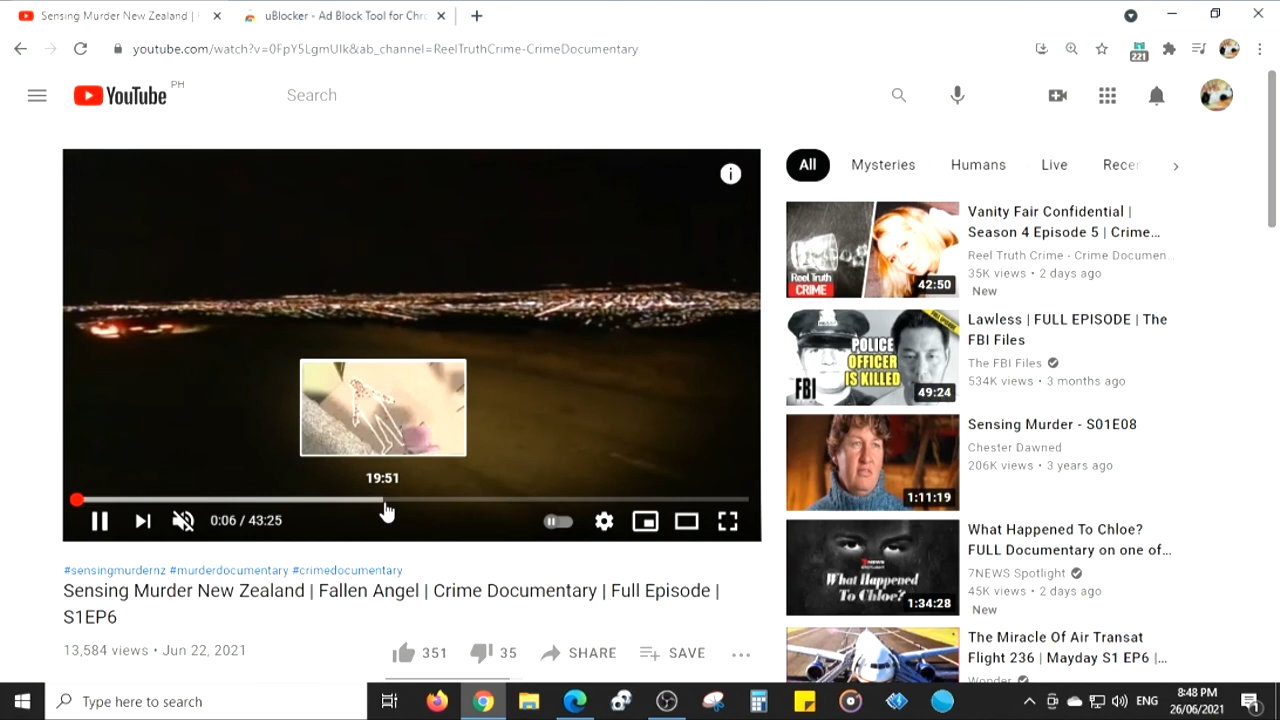 Sensing Murder New Zealand |
uBlocker - Ad Block Tool for Chr
youtube.com/watch?v=0FpY5LgmUIk&ab_channel=ReelTruthCrime-CrimeDocumentary
221
YouTube PH
Search
All
Mysteries
Humans
Live
Recen
19:51
0:06 / 43:25
#sensingmurdernz #murderdocumentary #crimedocumentary
Sensing Murder New Zealand | Fallen Angel | Crime Documentary | Full Episode |
S1EP6
13,584 views • Jun 22, 2021
351
35
SHARE
SAVE
Reel Truth
CRIME
42:50
Vanity Fair Confidential |
Season 4 Episode 5 | Crime...
Reel Truth Crime - Crime Documen...
35K views • 2 days ago
New
POLICE
OFFICER
IS KILLED
FBI
49:24
Lawless | FULL EPISODE | The
FBI Files
The FBI Files
534K views • 3 months ago
1:11:19
Sensing Murder - S01E08
Chester Dawned
206K views • 3 years ago
What Happened
To Chloe?
1:34:28
What Happened To Chloe?
FULL Documentary on one of...
7NEWS Spotlight
45K views • 2 days ago
New
The Miracle Of Air Transat
Flight 236 | Mayday S1 EP6 |...
Wonder
Type here to search
ENG
8:48 PM
26/06/2021
1